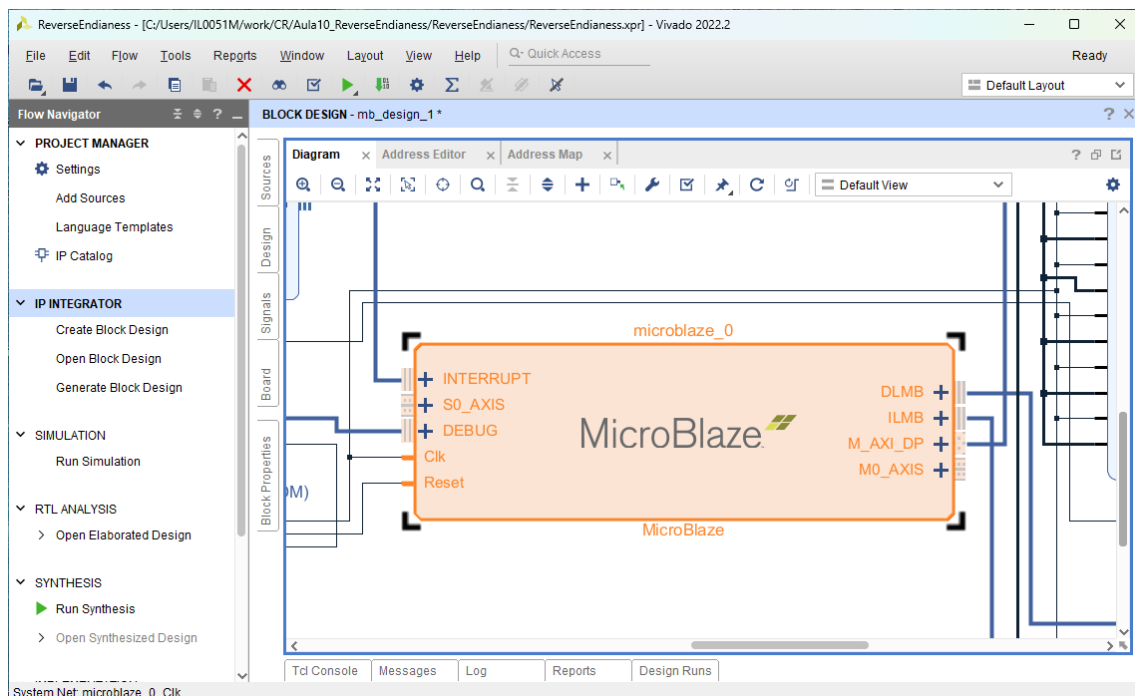 ReverseEndianess - [C:/Users/IL0051M/work/CR/Aula10_ReverseEndianess/ReverseEndianess/ReverseEndianess.xpr] - Vivado 2022.2
File Edit Flow Tools Reports Window Layout View Help Q- Quick Access Ready
Default Layout
Flow Navigator
BLOCK DESIGN - mb_design_1 *
PROJECT MANAGER
Settings
Add Sources
Language Templates
IP Catalog
IP INTEGRATOR
Create Block Design
Open Block Design
Generate Block Design
SIMULATION
Run Simulation
RTL ANALYSIS
Open Elaborated Design
SYNTHESIS
Run Synthesis
Open Synthesized Design
Sources
Design
Signals
Board
Block Properties
Diagram Address Editor Address Map
Default View
microblaze_0
INTERRUPT
S0_AXIS
DEBUG
Clk
Reset
MicroBlaze
DLMB
ILMB
M_AXI_DP
M0_AXIS
MicroBlaze
OM)
Tcl Console Messages Log Reports Design Runs
System Net: microblaze_0_Clk